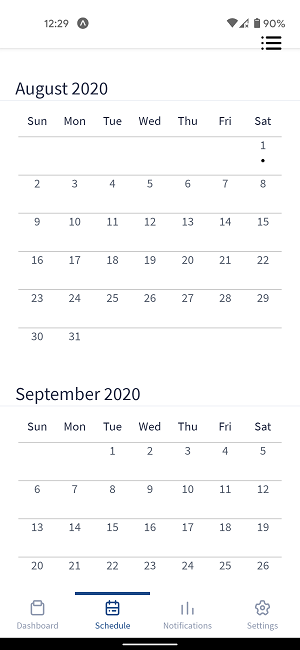 12:29 90%
August 2020
Sun Mon Tue Wed Thu Fri Sat
1
2 3 4 5 6 7 8
9 10 11 12 13 14 15
16 17 18 19 20 21 22
23 24 25 26 27 28 29
30 31
September 2020
Sun Mon Tue Wed Thu Fri Sat
1 2 3 4 5
6 7 8 9 10 11 12
13 14 15 16 17 18 19
20 21 22 23 24 25 26
Dashboard Schedule Notifications Settings